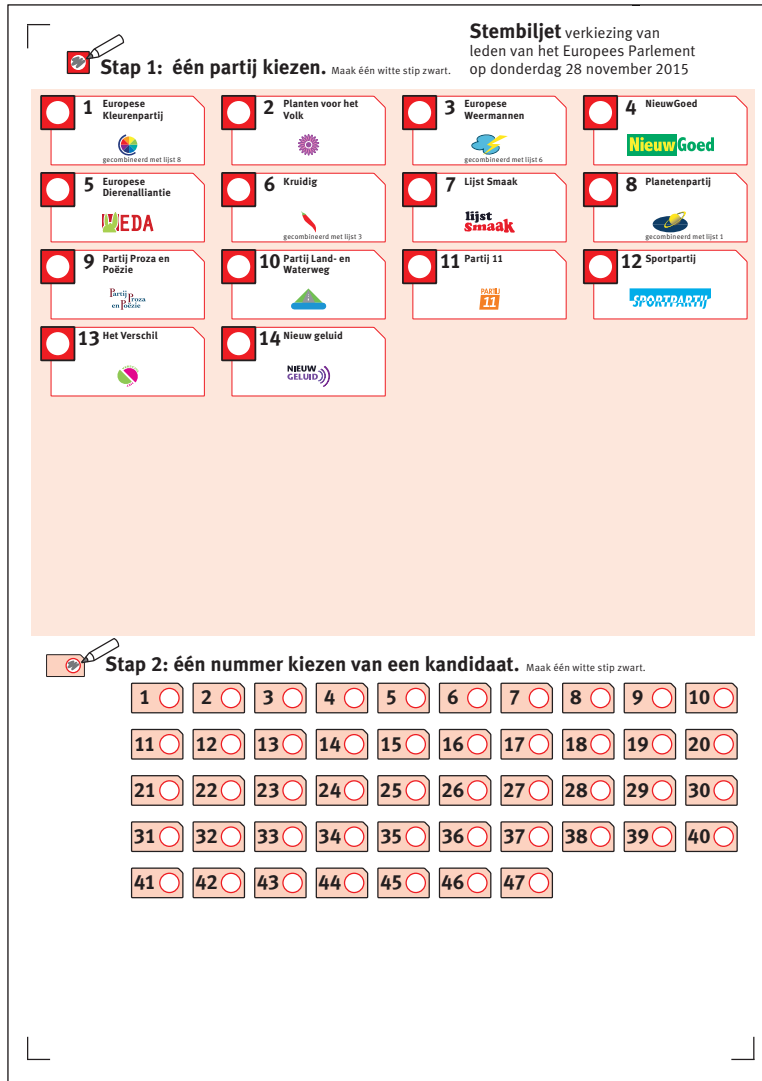 Stembiljet verkiezing van
leden van het Europees Parlement
op donderdag 28 november 2015
Stap 1: één partij kiezen. Maak één witte stip zwart.
1 Europese
Kleurenpartij
gecombineerd met lijst 8
2 Planten voor het
Volk
3 Europese
Weermannen
gecombineerd met lijst 6
4 NieuwGoed
NieuwGoed
5 Europese
Dierenalliantie
EDA
6 Kruidig
gecombineerd met lijst 3
7 Lijst Smaak
lijst
smaak
8 Planetenpartij
gecombineerd met lijst 1
9 Partij Proza en
Poëzie
Partij Proza
en Poëzie
10 Partij Land- en
Waterweg
11 Partij 11
PARTIJ
11
12 Sportpartij
SPORTPARTIJ
13 Het Verschil
14 Nieuw geluid
NIEUW
GELUID
Stap 2: één nummer kiezen van een kandidaat. Maak één witte stip zwart.
1 2 3 4 5 6 7 8 9 10
11 12 13 14 15 16 17 18 19 20
21 22 23 24 25 26 27 28 29 30
31 32 33 34 35 36 37 38 39 40
41 42 43 44 45 46 47